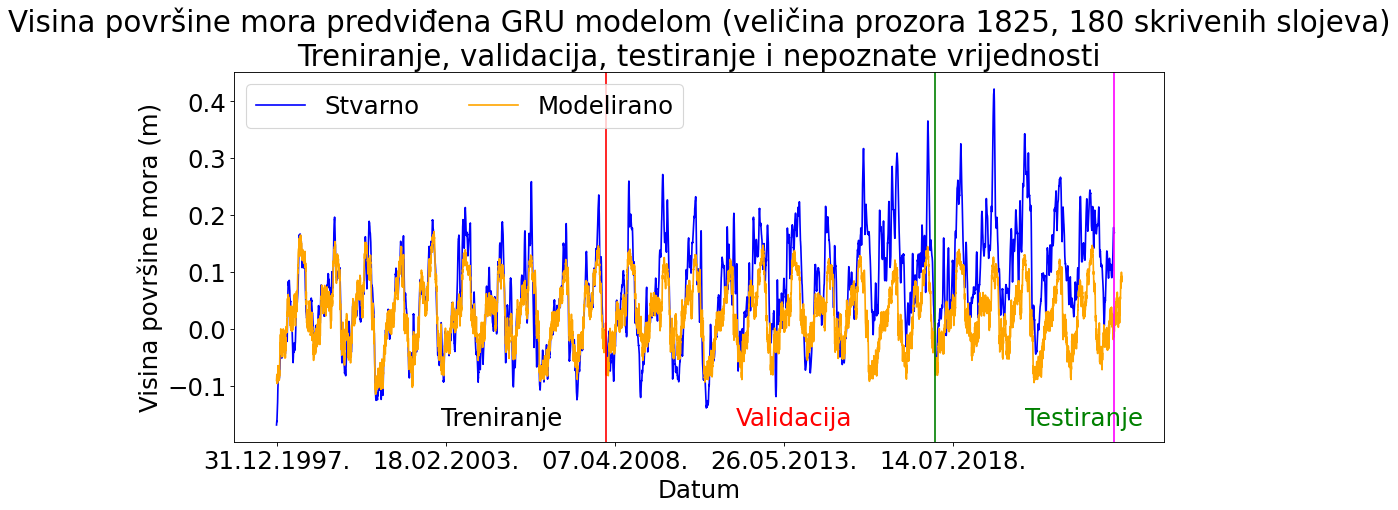 Visina površine mora predviđena GRU modelom (veličina prozora 1825, 180 skrivenih slojeva)
Treniranje, validacija, testiranje i nepoznate vrijednosti
Stvarno
Modelirano
Visina površine mora (m)
0.4
0.3
0.2
0.1
0.0
−0.1
Treniranje
Validacija
Testiranje
31.12.1997.
18.02.2003.
07.04.2008.
26.05.2013.
14.07.2018.
Datum